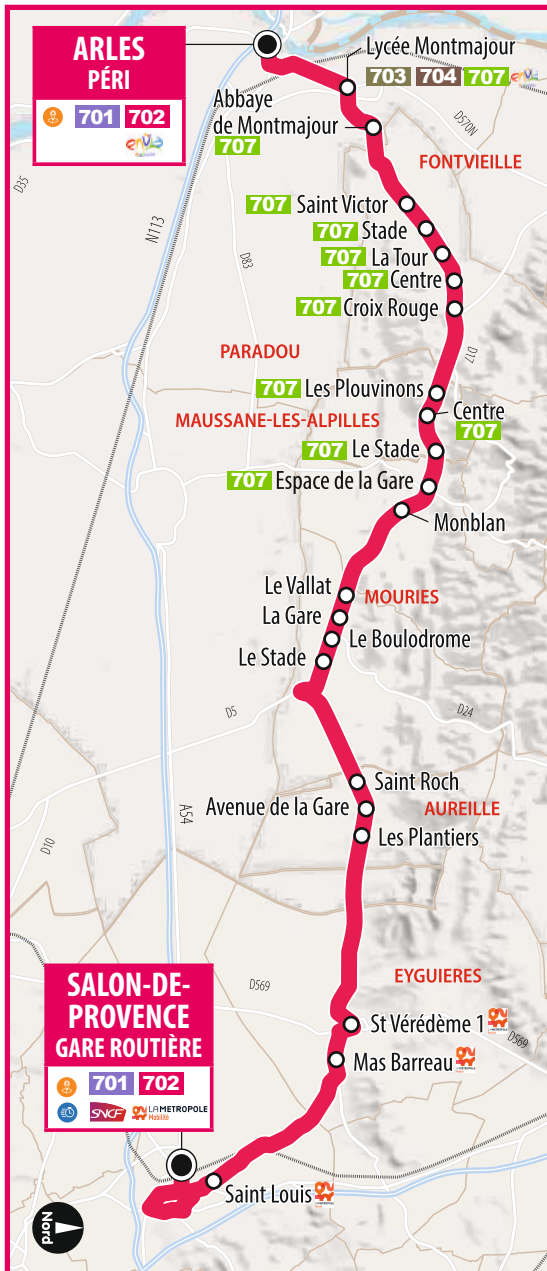 ARLES
PÉRI
701 702
envia
Lycée Montmajour
703 704 707 envia
Abbaye
de Montmajour
707
D570N
FONTVIEILLE
D35
N113
D83
707 Saint Victor
707 Stade
707 La Tour
707 Centre
707 Croix Rouge
D17
PARADOU
707 Les Plouvinons
MAUSSANE-LES-ALPILLES
Centre
707
707 Le Stade
707 Espace de la Gare
Monblan
Le Vallat
MOURIES
La Gare
Le Boulodrome
Le Stade
D5
D24
Saint Roch
Avenue de la Gare
AUREILLE
Les Plantiers
A54
D10
EYGUIERES
SALON-DE-
PROVENCE
GARE ROUTIÈRE
701 702
SNCF LA METROPOLE
Mobilité
D569
St Vérédème 1
D569
Mas Barreau
Saint Louis
Nord